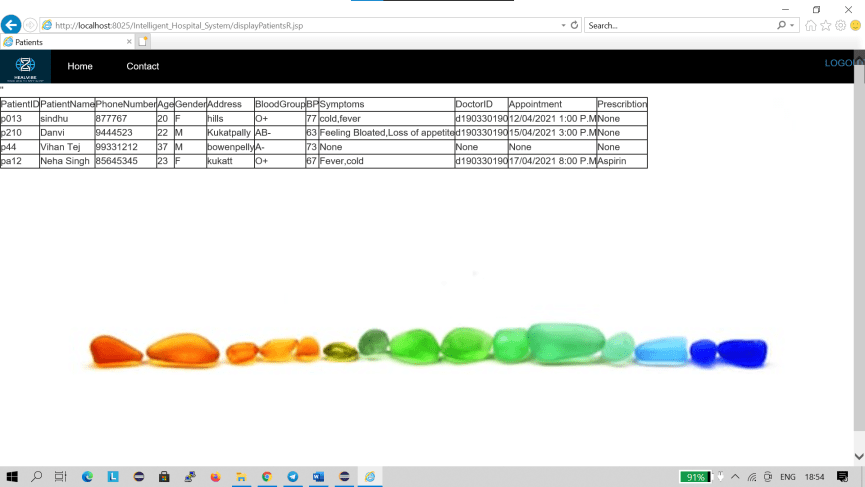 http://localhost:8025/Intelligent_Hospital_System/displayPatientsR.jsp Search...
Patients
HEALVIBE Home Contact LOGO
"
PatientID PatientName PhoneNumber Age Gender Address BloodGroup BP Symptoms DoctorID Appointment Prescribtion
p013 sindhu 877767 20 F hills O+ 77 cold,fever d190330190 12/04/2021 1:00 P.M None
p210 Danvi 9444523 22 M Kukatpally AB- 63 Feeling Bloated,Loss of appetite d190330190 15/04/2021 3:00 P.M None
p44 Vihan Tej 99331212 37 M bowenpelly A- 73 None None None None
pa12 Neha Singh 85645345 23 F kukatt O+ 67 Fever,cold d190330190 17/04/2021 8:00 P.M Aspirin
91% ENG 18:54